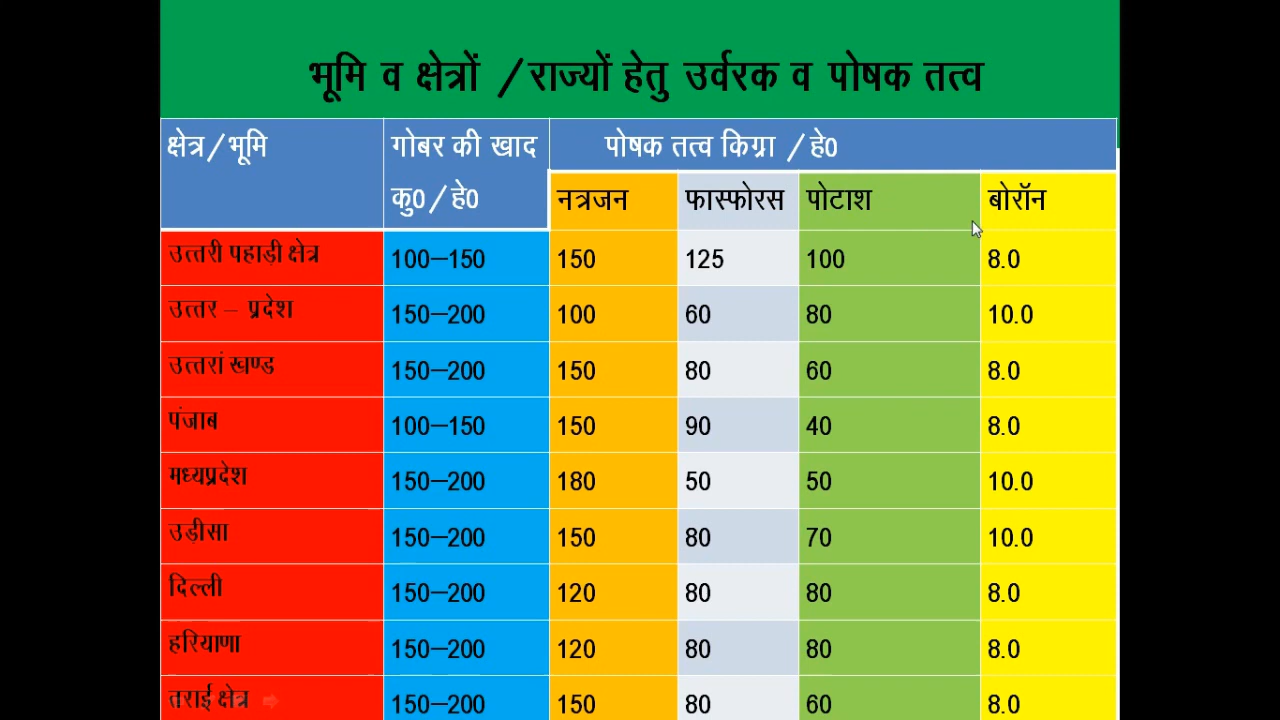 भूमि व क्षेत्रों /राज्यों हेतु उर्वरक व पोषक तत्व
क्षेत्र/भूमि गोबर की खाद पोषक तत्व किग्रा /हे0
कु0/हे0 नत्रजन फास्फोरस पोटाश बोरॉन
उत्तरी पहाड़ी क्षेत्र 100–150 150 125 100 8.0
उत्तर – प्रदेश 150–200 100 60 80 10.0
उत्तरां खण्ड 150–200 150 80 60 8.0
पंजाब 100–150 150 90 40 8.0
मध्यप्रदेश 150–200 180 50 50 10.0
उड़ीसा 150–200 150 80 70 10.0
दिल्ली 150–200 120 80 80 8.0
हरियाणा 150–200 120 80 80 8.0
तराई क्षेत्र 150–200 150 80 60 8.0